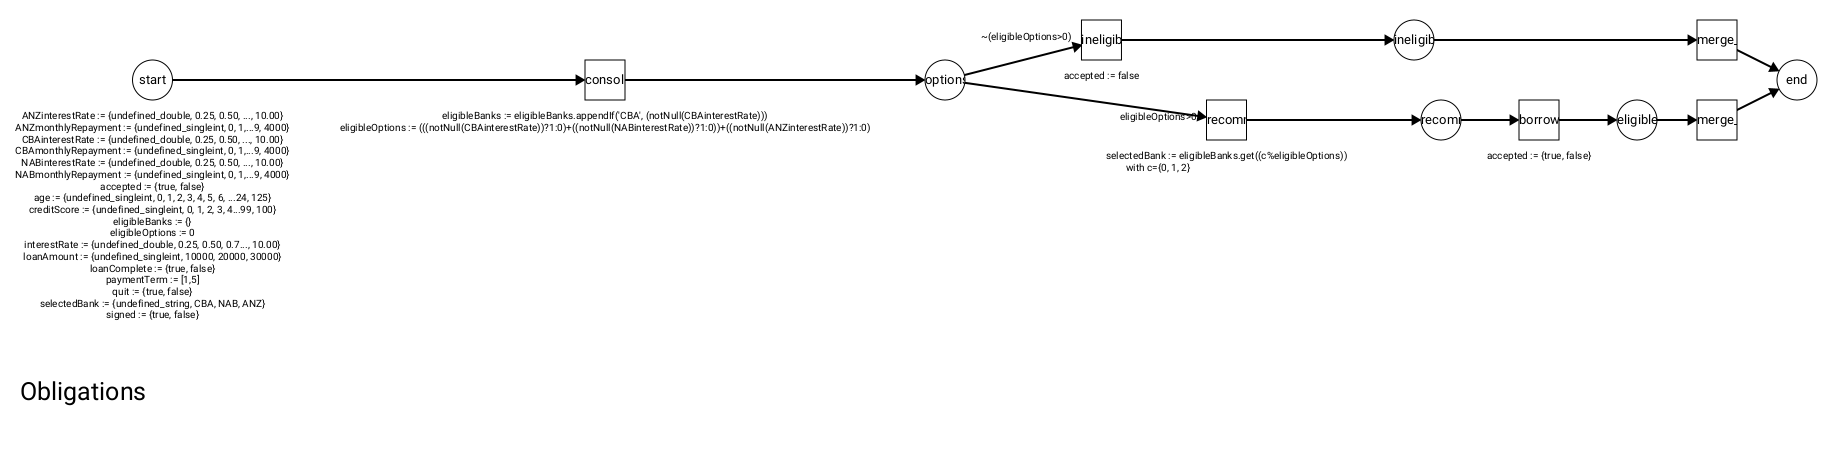 start
ANZinterestRate := {undefined_double, 0.25, 0.50, ..., 10.00}
ANZmonthlyRepayment := {undefined_singleint, 0, 1,...9, 4000}
CBAinterestRate := {undefined_double, 0.25, 0.50, ..., 10.00}
CBAmonthlyRepayment := {undefined_singleint, 0, 1,...9, 4000}
NABinterestRate := {undefined_double, 0.25, 0.50, ..., 10.00}
NABmonthlyRepayment := {undefined_singleint, 0, 1,...9, 4000}
accepted := {true, false}
age := {undefined_singleint, 0, 1, 2, 3, 4, 5, 6, ...24, 125}
creditScore := {undefined_singleint, 0, 1, 2, 3, 4...99, 100}
eligibleBanks := {}
eligibleOptions := 0
interestRate := {undefined_double, 0.25, 0.50, 0.7..., 10.00}
loanAmount := {undefined_singleint, 10000, 20000, 30000}
loanComplete := {true, false}
paymentTerm := [1,5]
quit := {true, false}
selectedBank := {undefined_string, CBA, NAB, ANZ}
signed := {true, false}
consol
eligibleBanks := eligibleBanks.appendIf('CBA', (notNull(CBAinterestRate)))
eligibleOptions := (((notNull(CBAinterestRate))?1:0)+((notNull(NABinterestRate))?1:0))+((notNull(ANZinterestRate))?1:0)
options
~(eligibleOptions>0)
ineligib
accepted := false
ineligib
merge_
eligibleOptions>0
recom
selectedBank := eligibleBanks.get((c%eligibleOptions))
with c={0, 1, 2}
recom
borrow
accepted := {true, false}
eligible
merge_
end
Obligations